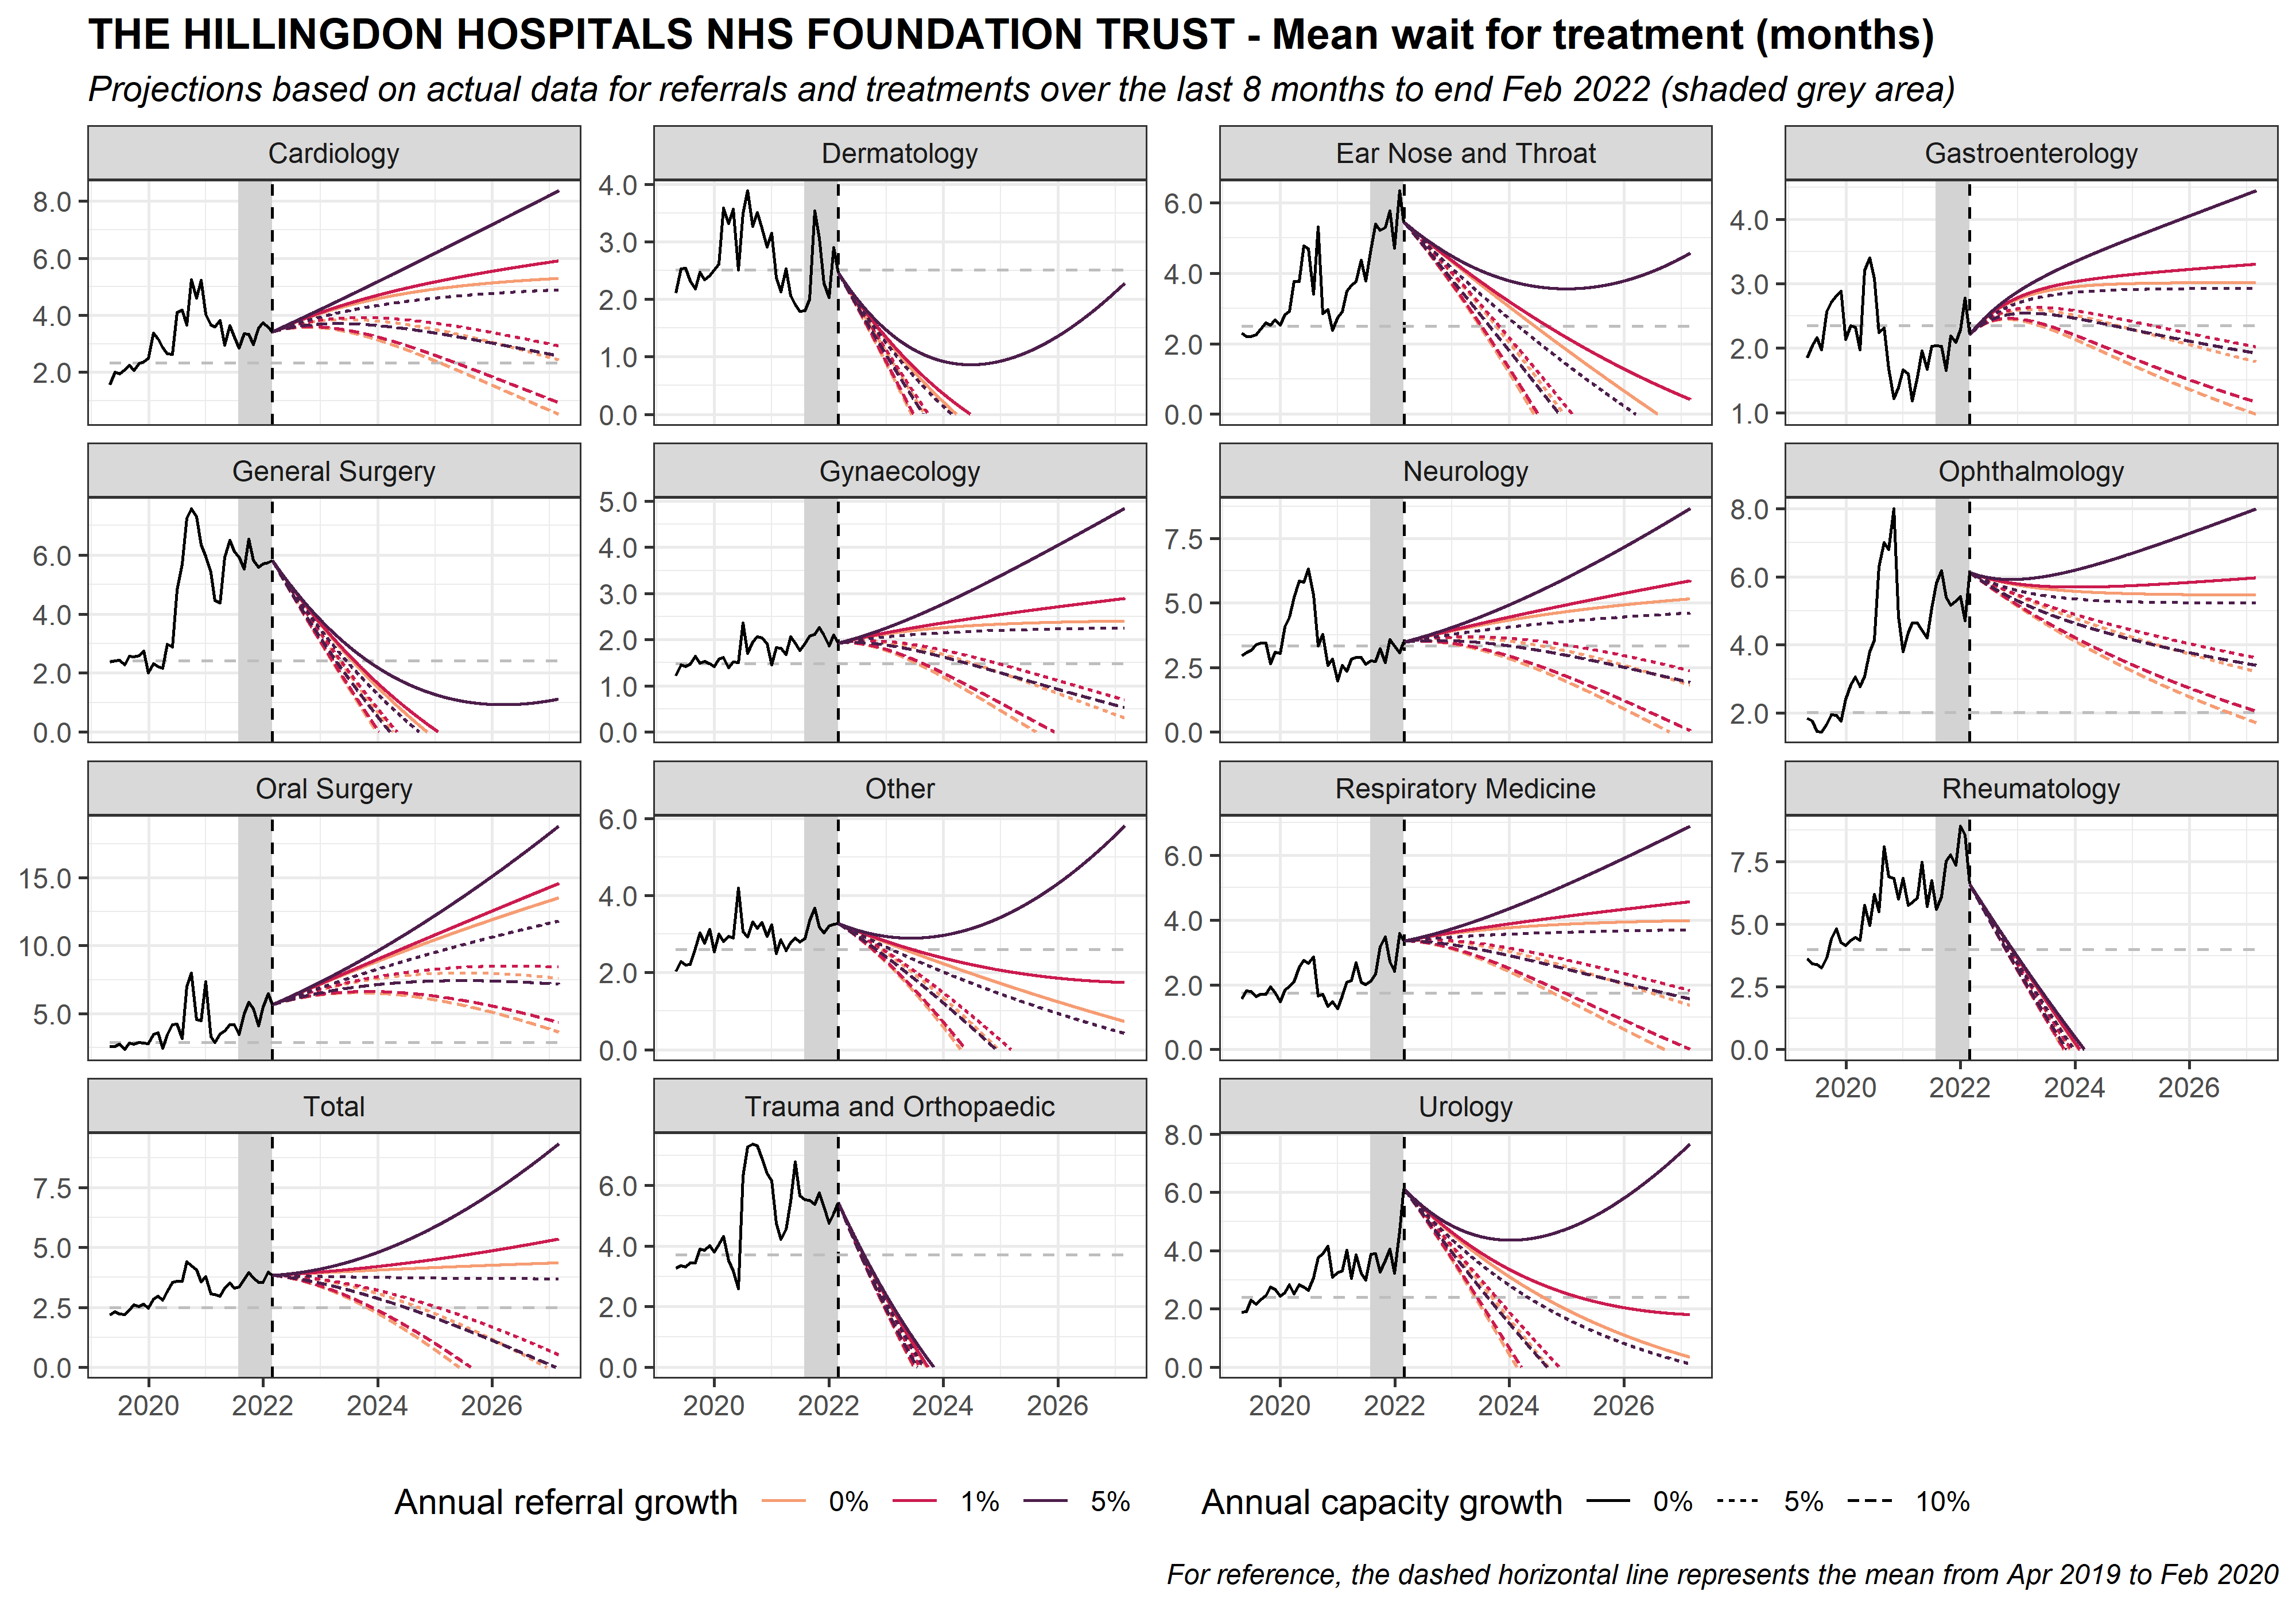 THE HILLINGDON HOSPITALS NHS FOUNDATION TRUST - Mean wait for treatment (months)
Projections based on actual data for referrals and treatments over the last 8 months to end Feb 2022 (shaded grey area)
Cardiology
8.0
6.0
4.0
2.0
Dermatology
4.0
3.0
2.0
1.0
0.0
Ear Nose and Throat
6.0
4.0
2.0
0.0
Gastroenterology
4.0
3.0
2.0
1.0
General Surgery
6.0
4.0
2.0
0.0
Gynaecology
5.0
4.0
3.0
2.0
1.0
0.0
Neurology
7.5
5.0
2.5
0.0
Ophthalmology
8.0
6.0
4.0
2.0
Oral Surgery
15.0
10.0
5.0
Other
6.0
4.0
2.0
0.0
Respiratory Medicine
6.0
4.0
2.0
0.0
Rheumatology
7.5
5.0
2.5
0.0
2020 2022 2024 2026
Total
7.5
5.0
2.5
0.0
2020 2022 2024 2026
Trauma and Orthopaedic
6.0
4.0
2.0
0.0
2020 2022 2024 2026
Urology
8.0
6.0
4.0
2.0
0.0
2020 2022 2024 2026
Annual referral growth 0% 1% 5%
Annual capacity growth 0% 5% 10%
For reference, the dashed horizontal line represents the mean from Apr 2019 to Feb 2020